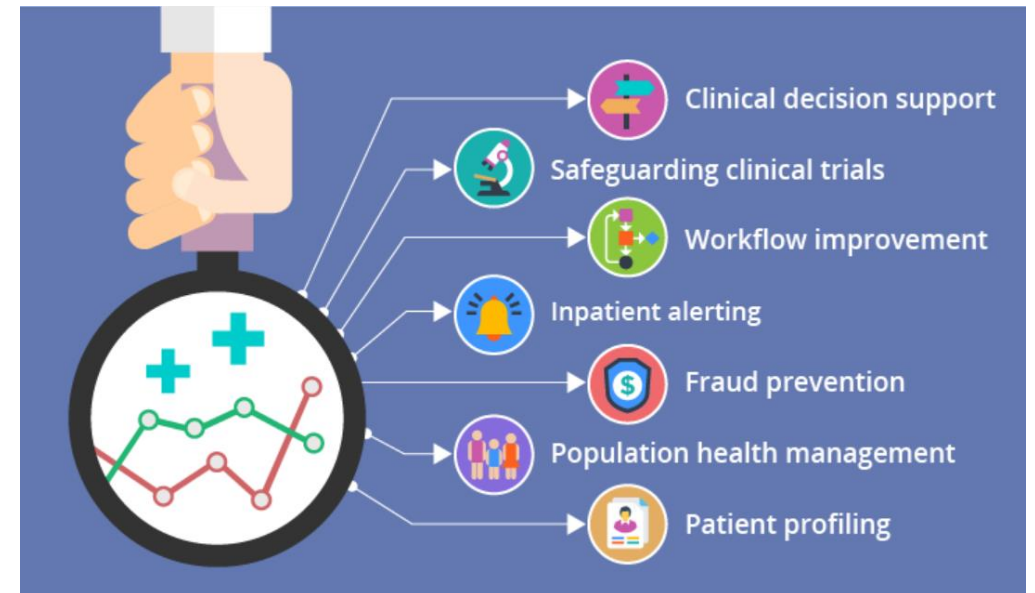 Clinical decision support
Safeguarding clinical trials
Workflow improvement
Inpatient alerting
$
Fraud prevention
Population health management
Patient profiling